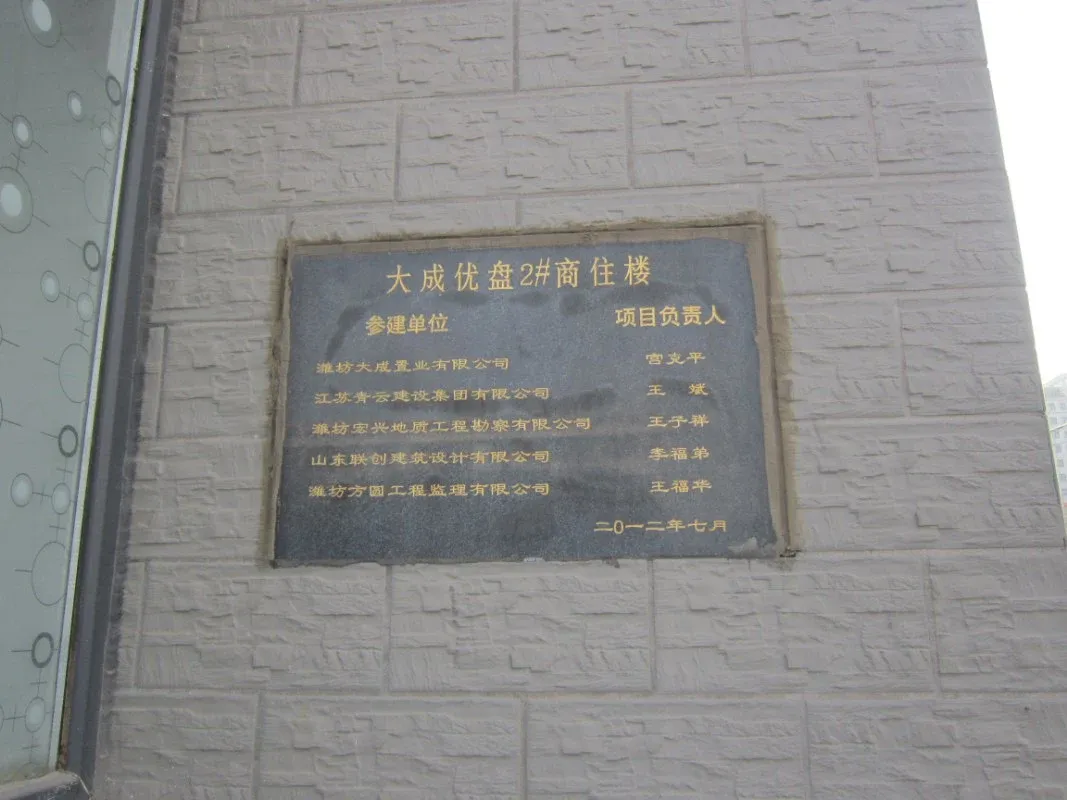 大成优盘2#商住楼
参建单位 项目负责人
潍坊大成置业有限公司 宫克平
江苏青云建设集团有限公司 王 斌
潍坊宏兴地质工程勘察有限公司 王子祥
山东联创建筑设计有限公司 李福弟
潍坊方圆工程监理有限公司 王福华
二0一二年七月